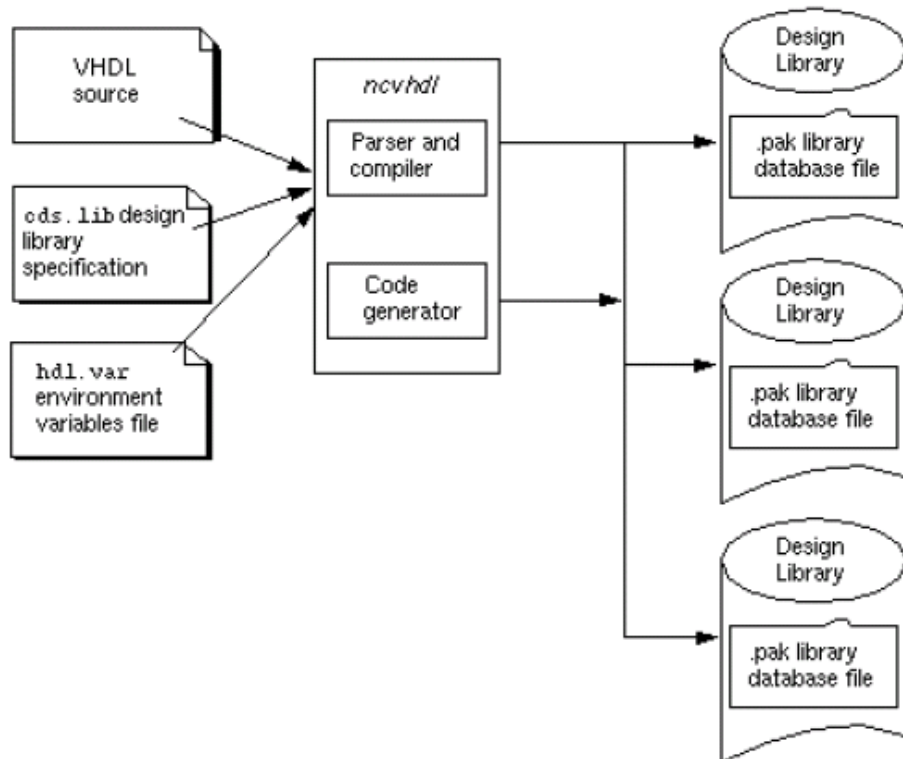 VHDL
source
cds.lib design
library
specification
hdl.var
environment
variables file
ncvhdl
Parser and
compiler
Code
generator
Design
Library
.pak library
database file
Design
Library
.pak library
database file
Design
Library
.pak library
database file